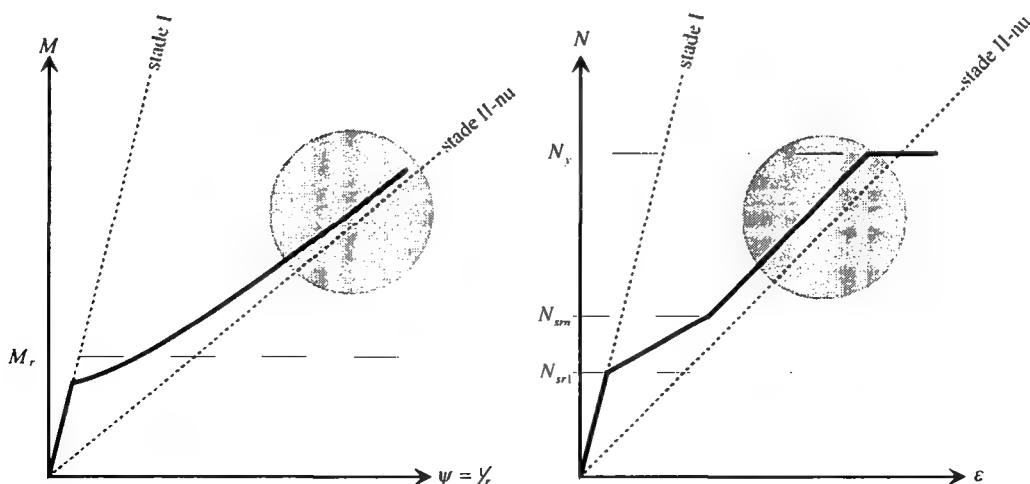 M
stade I
stade II-nu
M_r
ψ = 1/r
N
stade I
stade II-nu
N_y
N_srn
N_sr1
ε